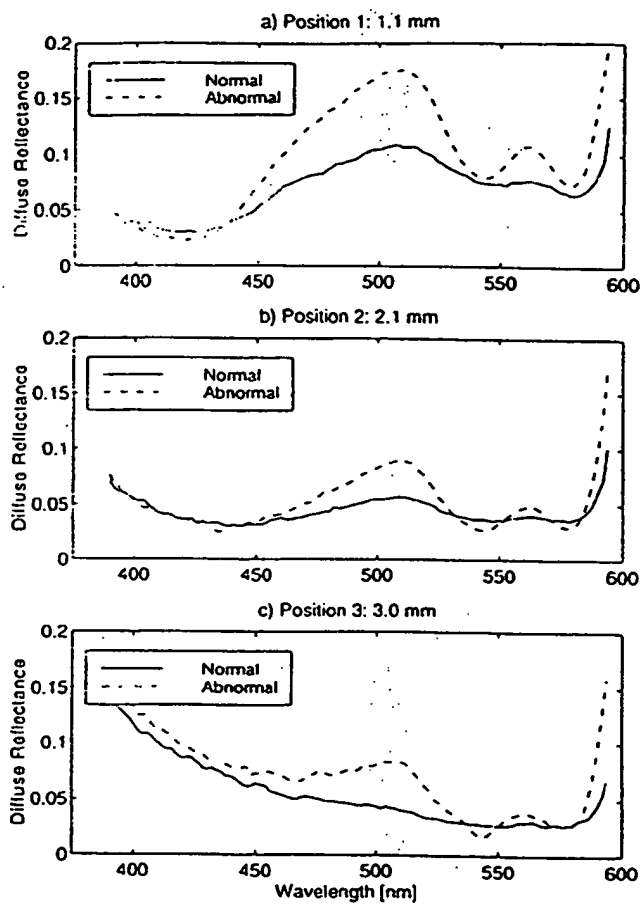 a) Position 1: 1.1 mm
0.2
0.15
0.1
0.05
0
Diffuse Reflectance
Normal
Abnormal
400 450 500 550 600
b) Position 2: 2.1 mm
0.2
0.15
0.1
0.05
0
Diffuse Reflectance
Normal
Abnormal
400 450 500 550 600
c) Position 3: 3.0 mm
0.2
0.15
0.1
0.05
0
Diffuse Reflectance
Normal
Abnormal
400 450 500 550 600
Wavelength [nm]